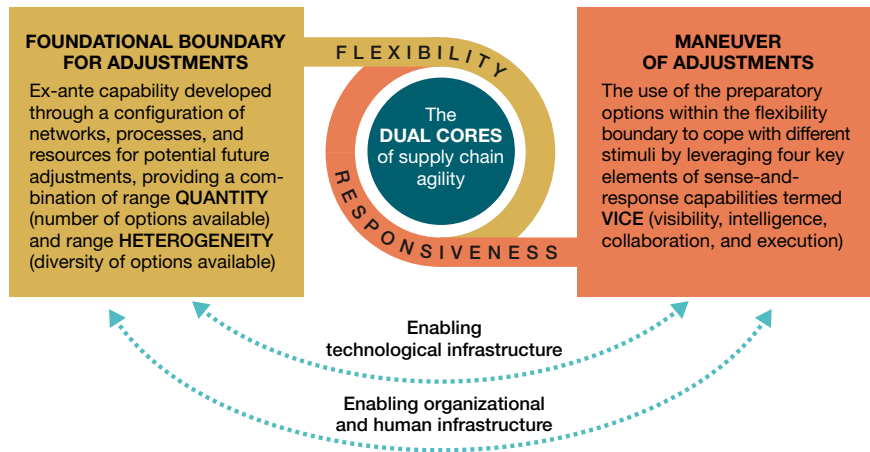 FOUNDATIONAL BOUNDARY
FOR ADJUSTMENTS
Ex-ante capability developed
through a configuration of
networks, processes, and
resources for potential future
adjustments, providing a com-
bination of range QUANTITY
(number of options available)
and range HETEROGENEITY
(diversity of options available)
FLEXIBILITY
The
DUAL CORES
of supply chain
agility
RESPONSIVENESS
MANEUVER
OF ADJUSTMENTS
The use of the preparatory
options within the flexibility
boundary to cope with different
stimuli by leveraging four key
elements of sense-and-
response capabilities termed
VICE (visibility, intelligence,
collaboration, and execution)
Enabling
technological infrastructure
Enabling organizational
and human infrastructure